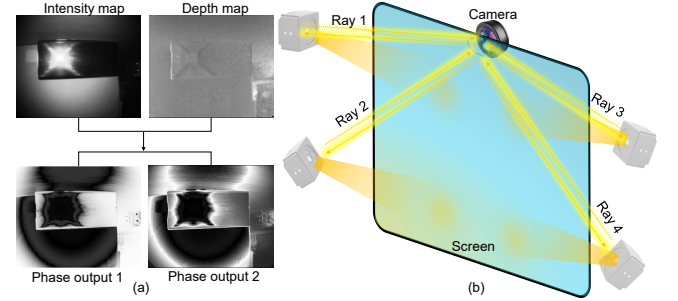 Intensity map
Depth map
Phase output 1
Phase output 2
(a)
Camera
Ray 1
Ray 2
Ray 3
Ray 4
Screen
(b)